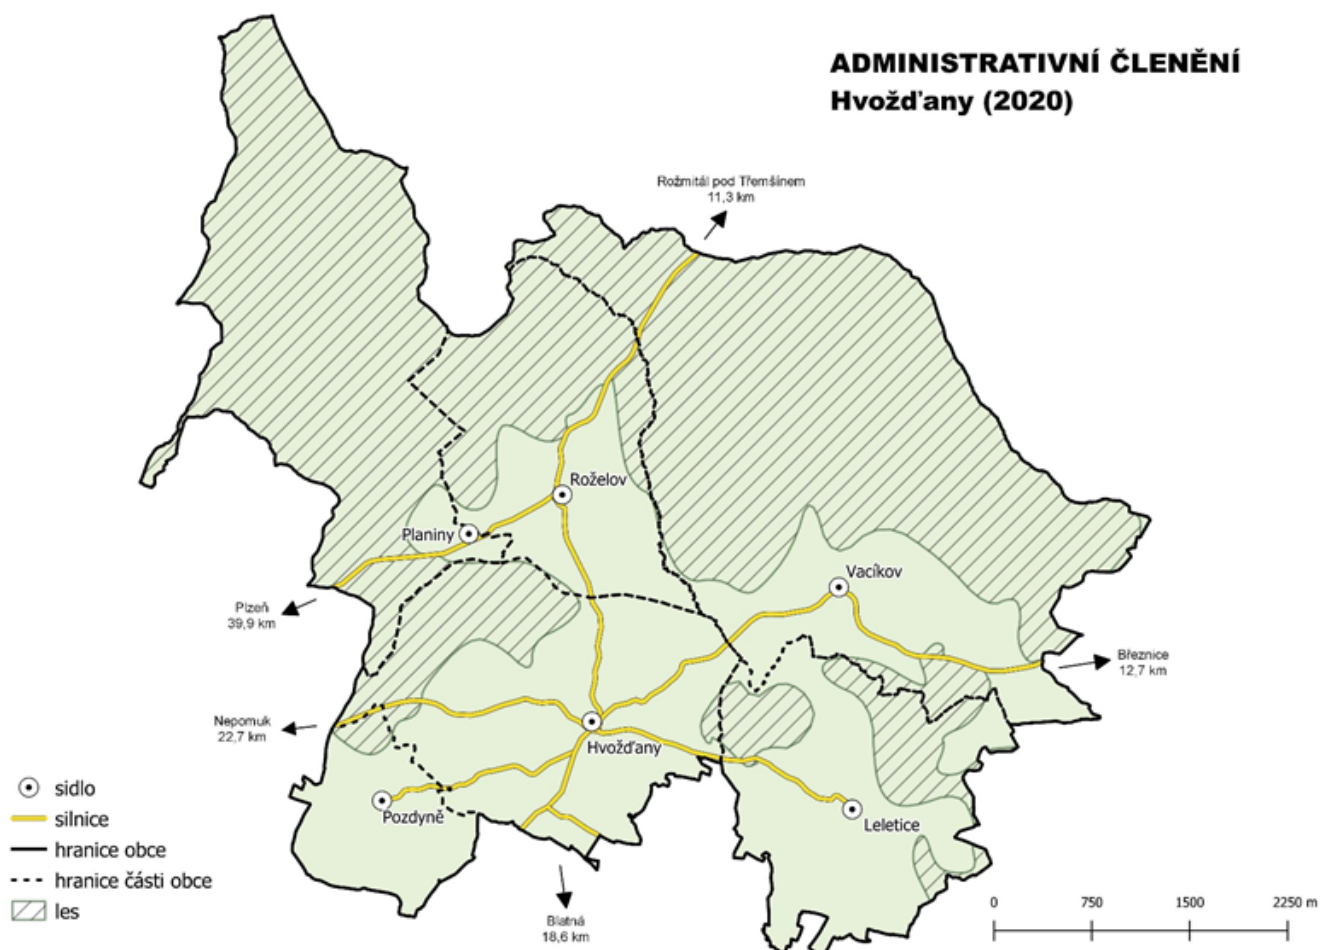 ADMINISTRATIVNÍ ČLENĚNÍ
Hvožďany (2020)
Rožmitál pod Třemšínem
11,3 km
Roželov
Planiny
Vacíkov
Plzeň
39,9 km
Březnice
12,7 km
Nepomuk
22,7 km
Hvožďany
Pozdyně
Leletice
Blatná
18,6 km
sídlo
silnice
hranice obce
hranice části obce
les
0 750 1500 2250 m